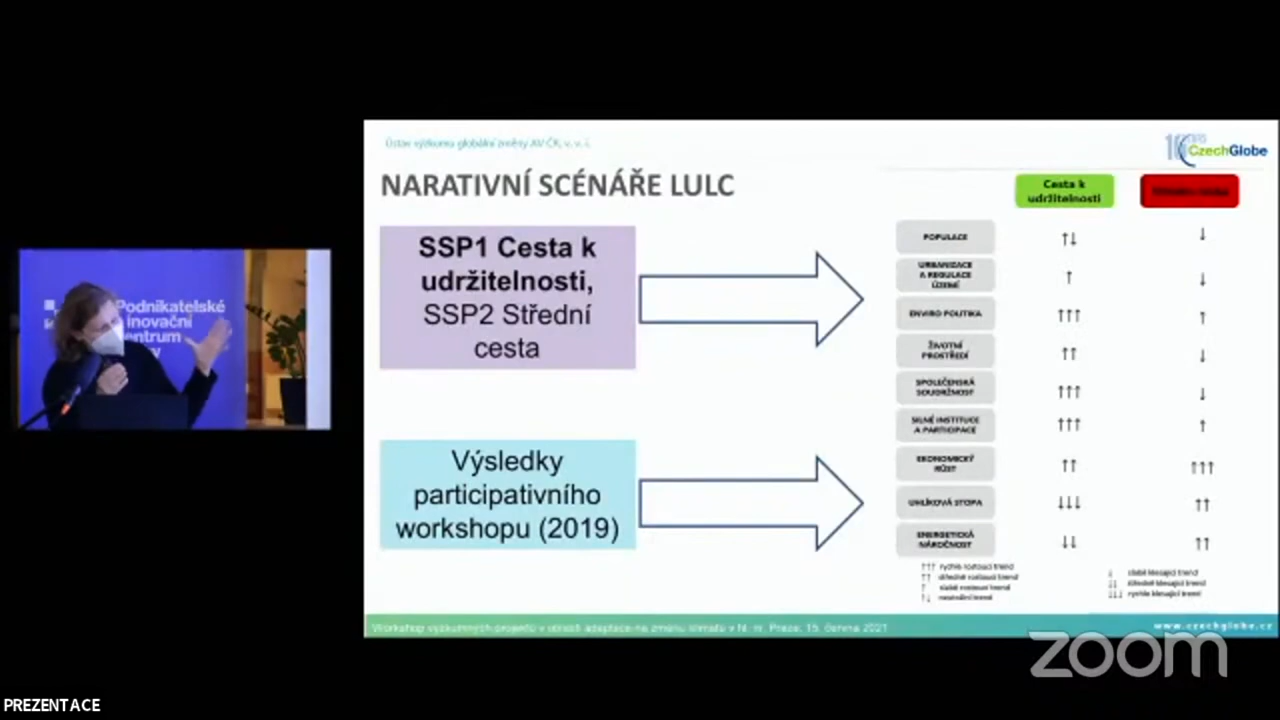 Ústav výzkumu globální změny AV ČR, v. v. i.
CzechGlobe
NARATIVNÍ SCÉNÁŘE LULC
Cesta k
udržitelnosti
SSP1 Cesta k
udržitelnosti,
SSP2 Střední
cesta
Výsledky
participativního
workshopu (2019)
POPULACE ↑↓ ↓
URBANIZACE
A REGULACE
ÚZEMÍ ↑ ↓
ENVIRO POLITIKA ↑↑↑ ↑
ŽIVOTNÍ
PROSTŘEDÍ ↑↑ ↓
SPOLEČENSKÁ
SOUDRŽNOST ↑↑↑ ↓
SILNÉ INSTITUCE
A PARTICIPACE ↑↑↑ ↑
EKONOMICKÝ
RŮST ↑↑ ↑↑↑
UHLÍKOVÁ STOPA ↓↓↓ ↑↑
ENERGETICKÁ
NÁROČNOST ↓↓ ↑↑
↑↑↑ rychle rostoucí trend
↑↑ středně rostoucí trend
↑ slabě rostoucí trend
↑↓ neutrální trend
↓ slabě klesající trend
↓↓ středně klesající trend
↓↓↓ rychle klesající trend
Workshop výzkumných projektů v oblasti adaptace na změnu klimatu v hl. m. Praze, 15. června 2021
www.czechglobe.cz
Podnikatelské
inovační
zoom
PREZENTACE